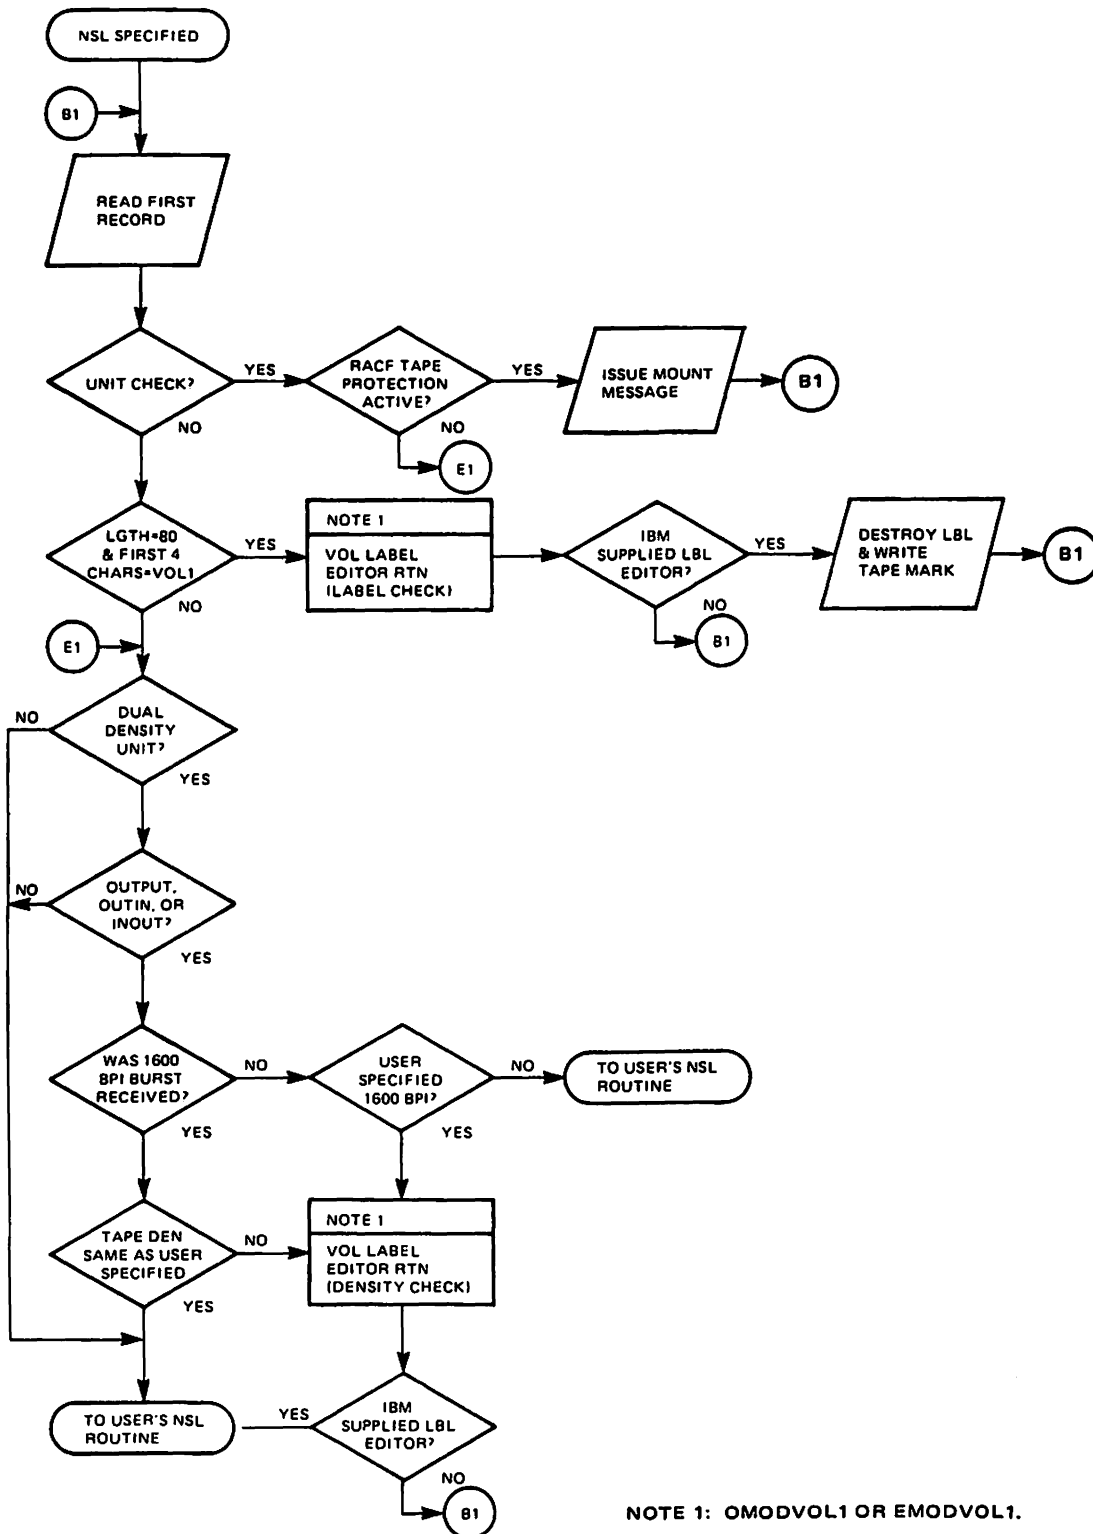 NSL SPECIFIED
B1
READ FIRST
RECORD
UNIT CHECK?
YES
NO
RACF TAPE
PROTECTION
ACTIVE?
YES
NO
ISSUE MOUNT
MESSAGE
B1
E1
LGTH=80
& FIRST 4
CHARS=VOL1
YES
NO
NOTE 1
VOL LABEL
EDITOR RTN
(LABEL CHECK)
IBM
SUPPLIED LBL
EDITOR?
YES
NO
DESTROY LBL
& WRITE
TAPE MARK
B1
B1
E1
DUAL
DENSITY
UNIT?
NO
YES
OUTPUT,
OUTIN, OR
INOUT?
NO
YES
WAS 1600
BPI BURST
RECEIVED?
NO
YES
USER
SPECIFIED
1600 BPI?
NO
YES
TO USER'S NSL
ROUTINE
TAPE DEN
SAME AS USER
SPECIFIED
NO
YES
NOTE 1
VOL LABEL
EDITOR RTN
(DENSITY CHECK)
TO USER'S NSL
ROUTINE
YES
IBM
SUPPLIED LBL
EDITOR?
NO
B1
NOTE 1: OMODVOL1 OR EMODVOL1.